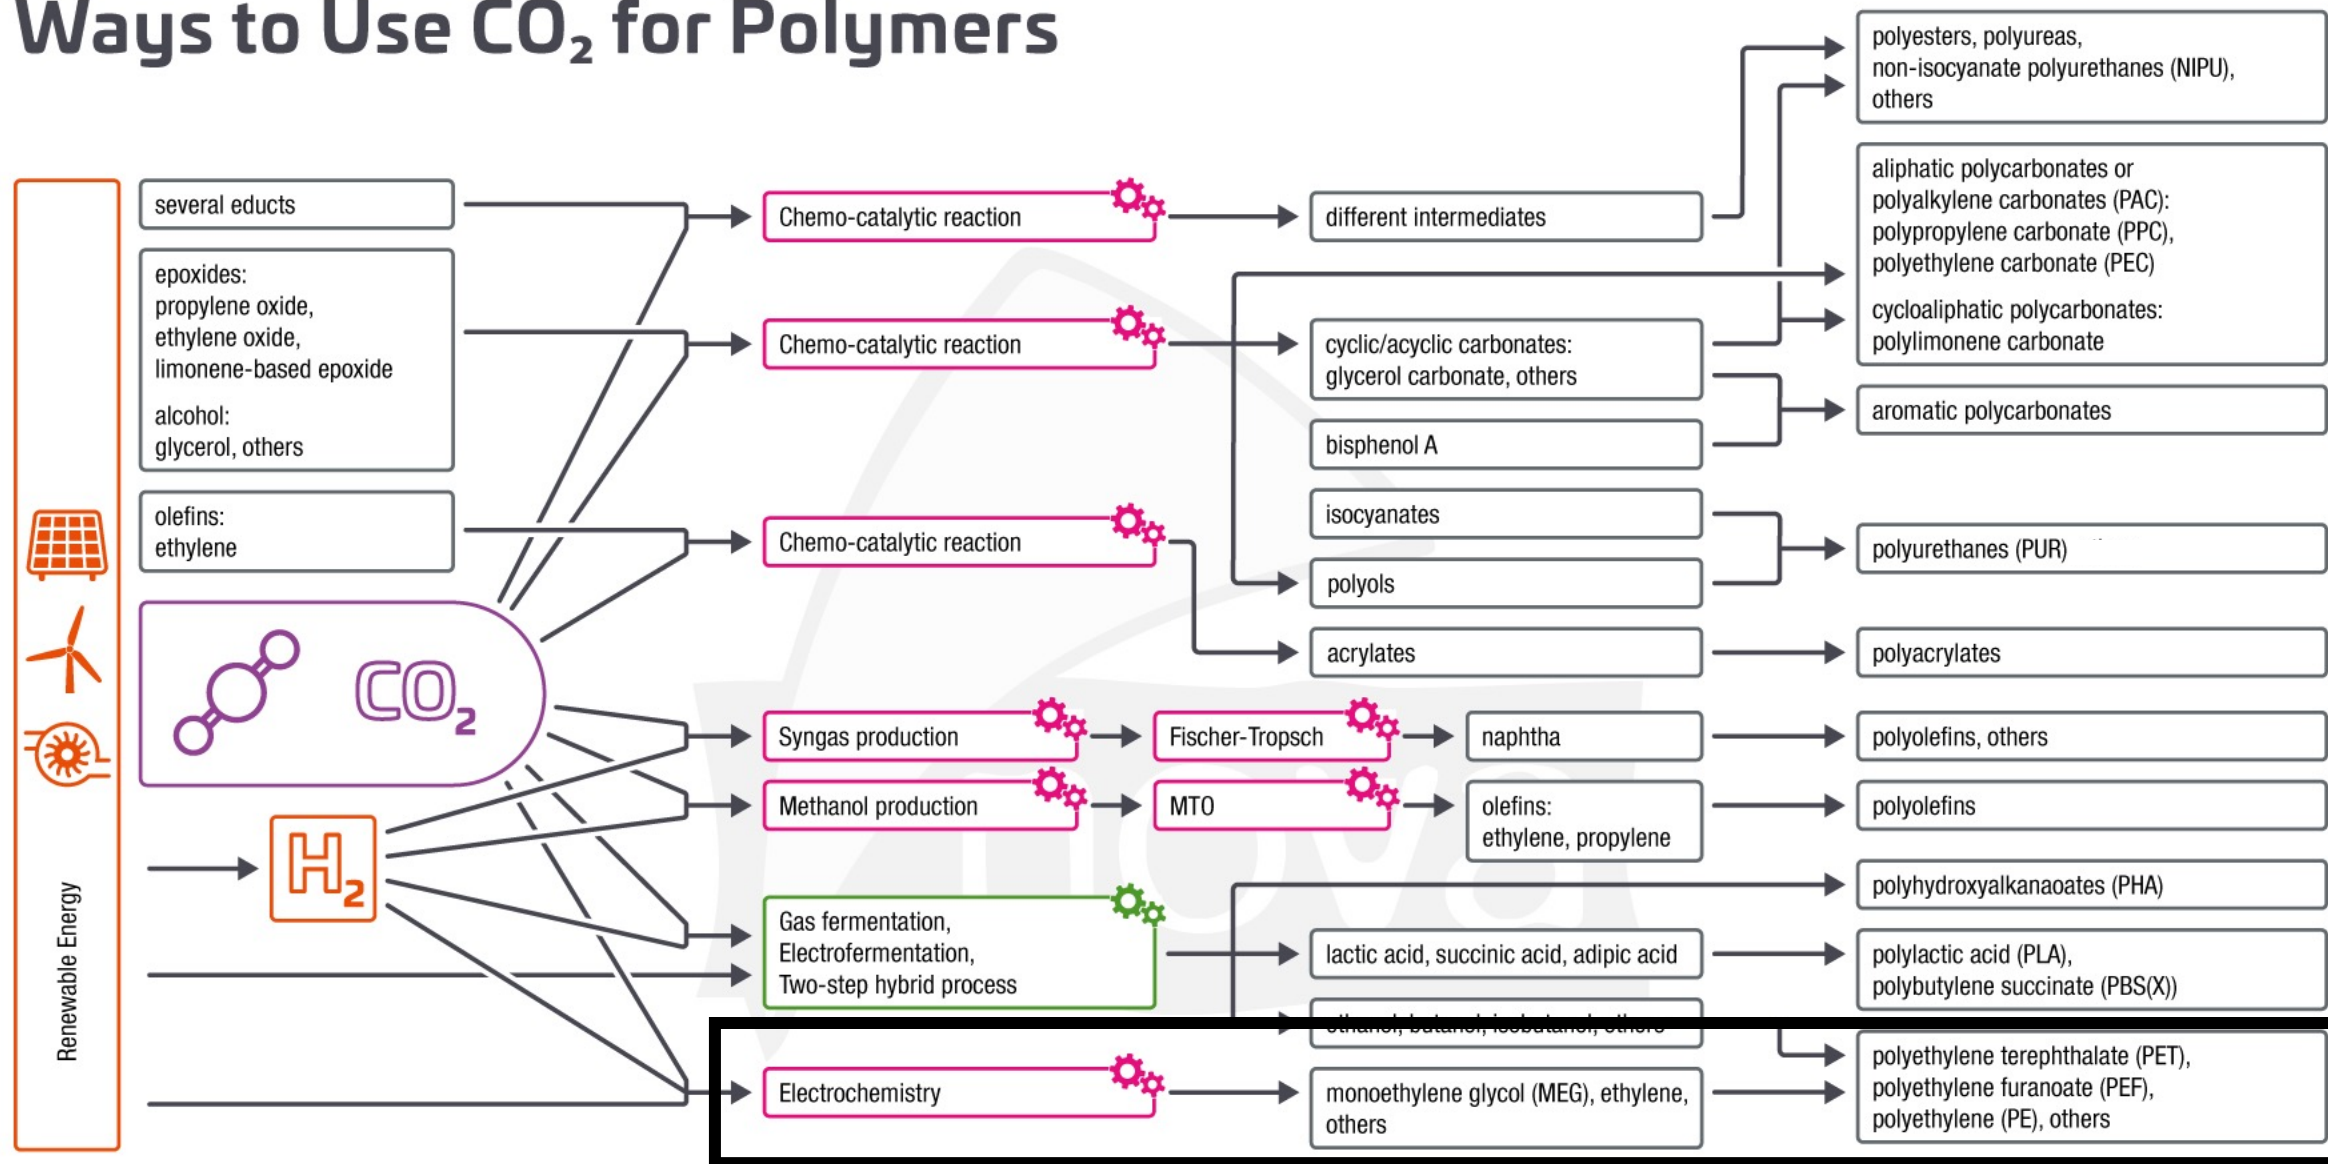 Ways to Use CO₂ for Polymers
several educts
epoxides:
propylene oxide,
ethylene oxide,
limonene-based epoxide
alcohol:
glycerol, others
olefins:
ethylene
CO₂
H₂
Renewable Energy
Chemo-catalytic reaction
Chemo-catalytic reaction
Chemo-catalytic reaction
Syngas production
Methanol production
Fischer-Tropsch
MTO
Gas fermentation,
Electrofermentation,
Two-step hybrid process
Electrochemistry
different intermediates
cyclic/acyclic carbonates:
glycerol carbonate, others
bisphenol A
isocyanates
polyols
acrylates
naphtha
olefins:
ethylene, propylene
lactic acid, succinic acid, adipic acid
ethanol, butanol, isobutanol, others
monoethylene glycol (MEG), ethylene,
others
polyesters, polyureas,
non-isocyanate polyurethanes (NIPU),
others
aliphatic polycarbonates or
polyalkylene carbonates (PAC):
polypropylene carbonate (PPC),
polyethylene carbonate (PEC)
cycloaliphatic polycarbonates:
polylimonene carbonate
aromatic polycarbonates
polyurethanes (PUR)
polyacrylates
polyolefins, others
polyolefins
polyhydroxyalkanaoates (PHA)
polylactic acid (PLA),
polybutylene succinate (PBS(X))
polyethylene terephthalate (PET),
polyethylene furanoate (PEF),
polyethylene (PE), others
nova